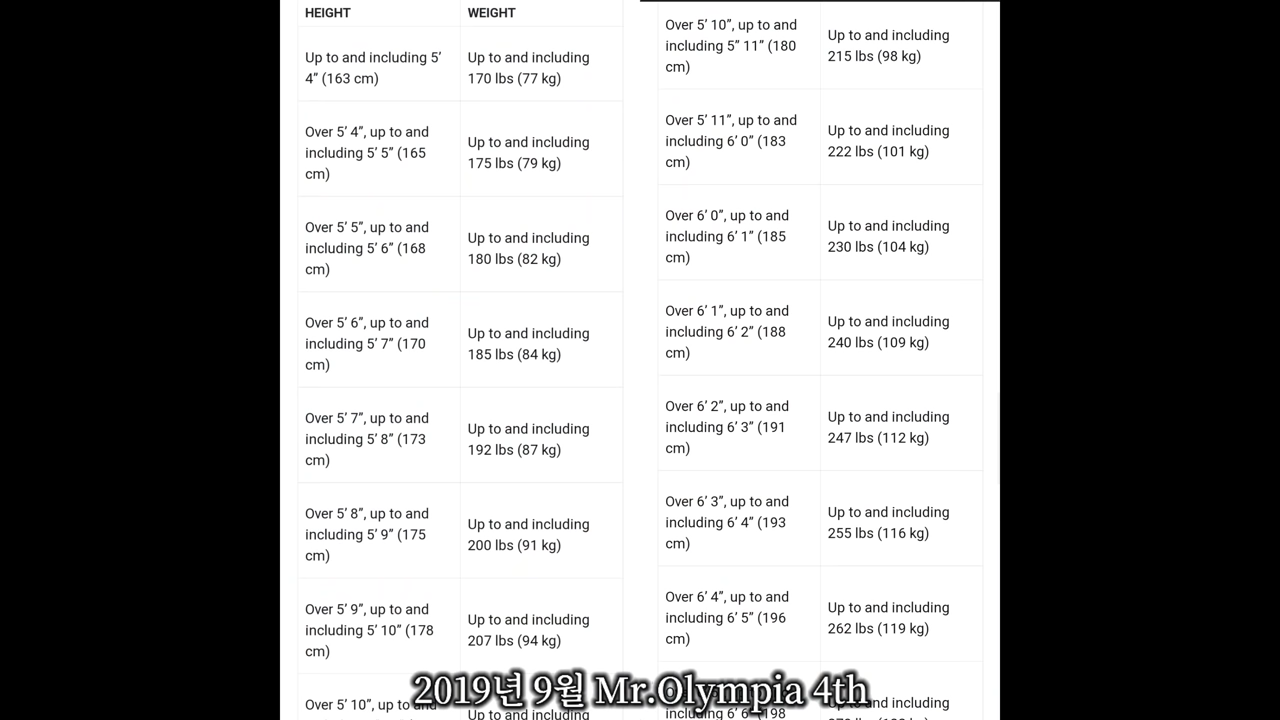 HEIGHT WEIGHT
Up to and including 5’
4” (163 cm)
Up to and including
170 lbs (77 kg)
Over 5’ 4”, up to and
including 5’ 5” (165
cm)
Up to and including
175 lbs (79 kg)
Over 5’ 5”, up to and
including 5’ 6” (168
cm)
Up to and including
180 lbs (82 kg)
Over 5’ 6”, up to and
including 5’ 7” (170
cm)
Up to and including
185 lbs (84 kg)
Over 5’ 7”, up to and
including 5’ 8” (173
cm)
Up to and including
192 lbs (87 kg)
Over 5’ 8”, up to and
including 5’ 9” (175
cm)
Up to and including
200 lbs (91 kg)
Over 5’ 9”, up to and
including 5’ 10” (178
cm)
Up to and including
207 lbs (94 kg)
Over 5’ 10”, up to and
Up to and including
Over 5’ 10”, up to and
including 5” 11” (180
cm)
Up to and including
215 lbs (98 kg)
Over 5’ 11”, up to and
including 6’ 0” (183
cm)
Up to and including
222 lbs (101 kg)
Over 6’ 0”, up to and
including 6’ 1” (185
cm)
Up to and including
230 lbs (104 kg)
Over 6’ 1”, up to and
including 6’ 2” (188
cm)
Up to and including
240 lbs (109 kg)
Over 6’ 2”, up to and
including 6’ 3” (191
cm)
Up to and including
247 lbs (112 kg)
Over 6’ 3”, up to and
including 6’ 4” (193
cm)
Up to and including
255 lbs (116 kg)
Over 6’ 4”, up to and
including 6’ 5” (196
cm)
Up to and including
262 lbs (119 kg)
including 6’ 6” (198
Up to and including
2019년 9월 Mr.Olympia 4th